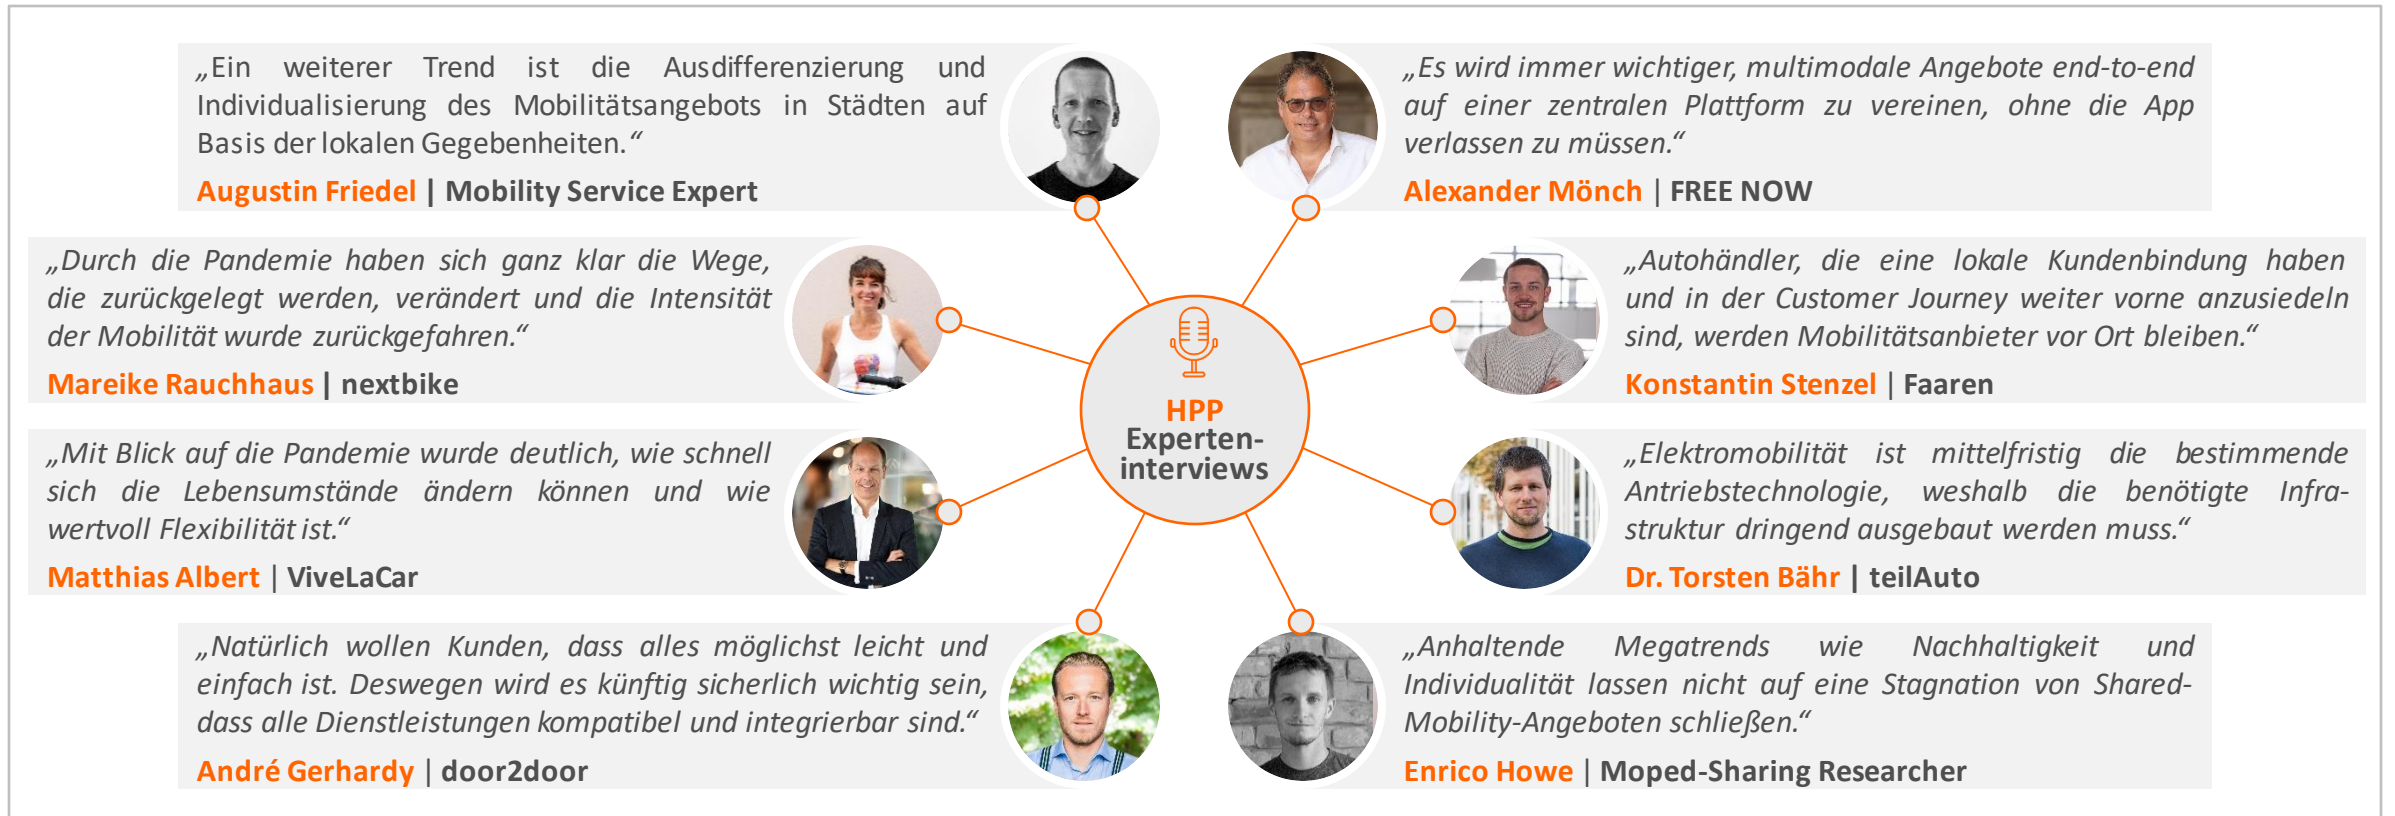 „Ein weiterer Trend ist die Ausdifferenzierung und
Individualisierung des Mobilitätsangebots in Städten auf
Basis der lokalen Gegebenheiten.“
Augustin Friedel | Mobility Service Expert
„Es wird immer wichtiger, multimodale Angebote end-to-end
auf einer zentralen Plattform zu vereinen, ohne die App
verlassen zu müssen.“
Alexander Mönch | FREE NOW
„Durch die Pandemie haben sich ganz klar die Wege,
die zurückgelegt werden, verändert und die Intensität
der Mobilität wurde zurückgefahren.“
Mareike Rauchhaus | nextbike
„Autohändler, die eine lokale Kundenbindung haben
und in der Customer Journey weiter vorne anzusiedeln
sind, werden Mobilitätsanbieter vor Ort bleiben.“
Konstantin Stenzel | Faaren
HPP
Experten-
interviews
„Mit Blick auf die Pandemie wurde deutlich, wie schnell
sich die Lebensumstände ändern können und wie
wertvoll Flexibilität ist.“
Matthias Albert | ViveLaCar
„Elektromobilität ist mittelfristig die bestimmende
Antriebstechnologie, weshalb die benötigte Infra-
struktur dringend ausgebaut werden muss.“
Dr. Torsten Bähr | teilAuto
„Natürlich wollen Kunden, dass alles möglichst leicht und
einfach ist. Deswegen wird es künftig sicherlich wichtig sein,
dass alle Dienstleistungen kompatibel und integrierbar sind.“
André Gerhardy | door2door
„Anhaltende Megatrends wie Nachhaltigkeit und
Individualität lassen nicht auf eine Stagnation von Shared-
Mobility-Angeboten schließen.“
Enrico Howe | Moped-Sharing Researcher